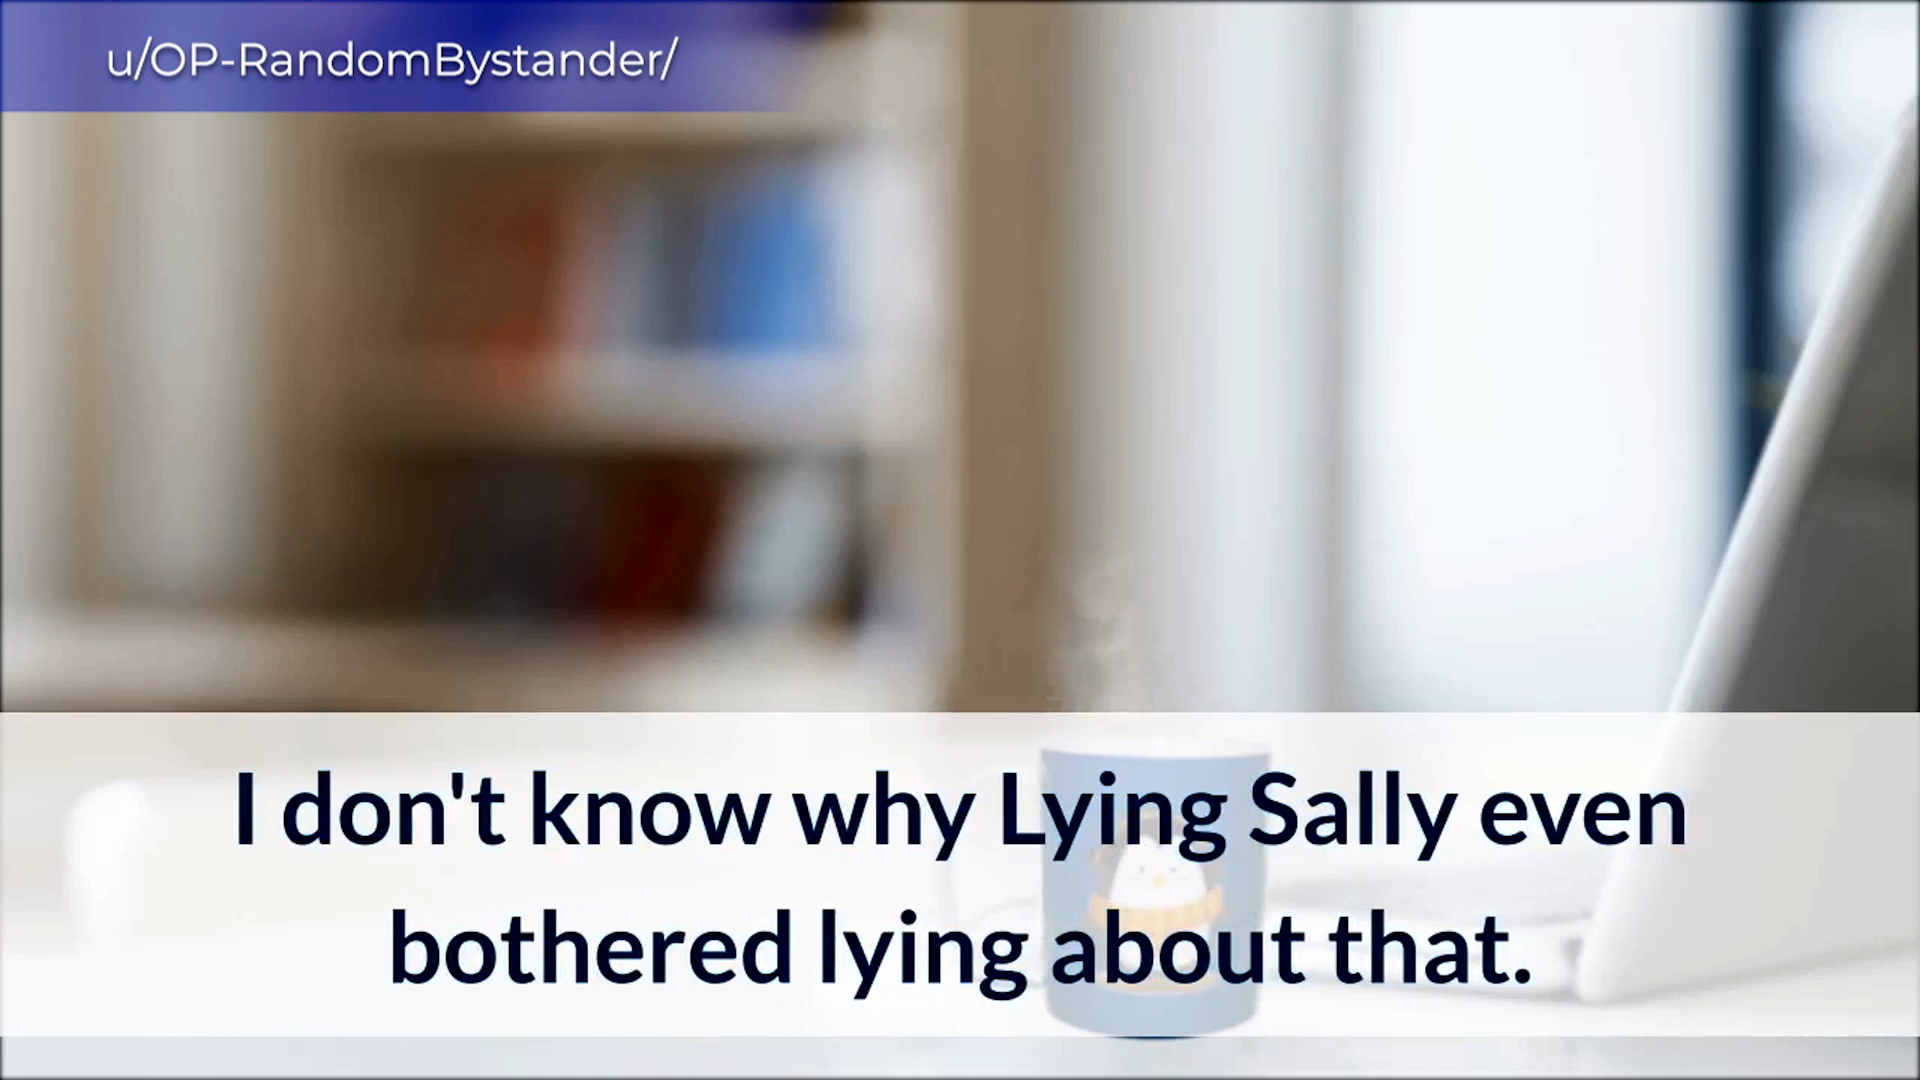 u/OP-RandomBystander/
I don't know why Lying Sally even
bothered lying about that.